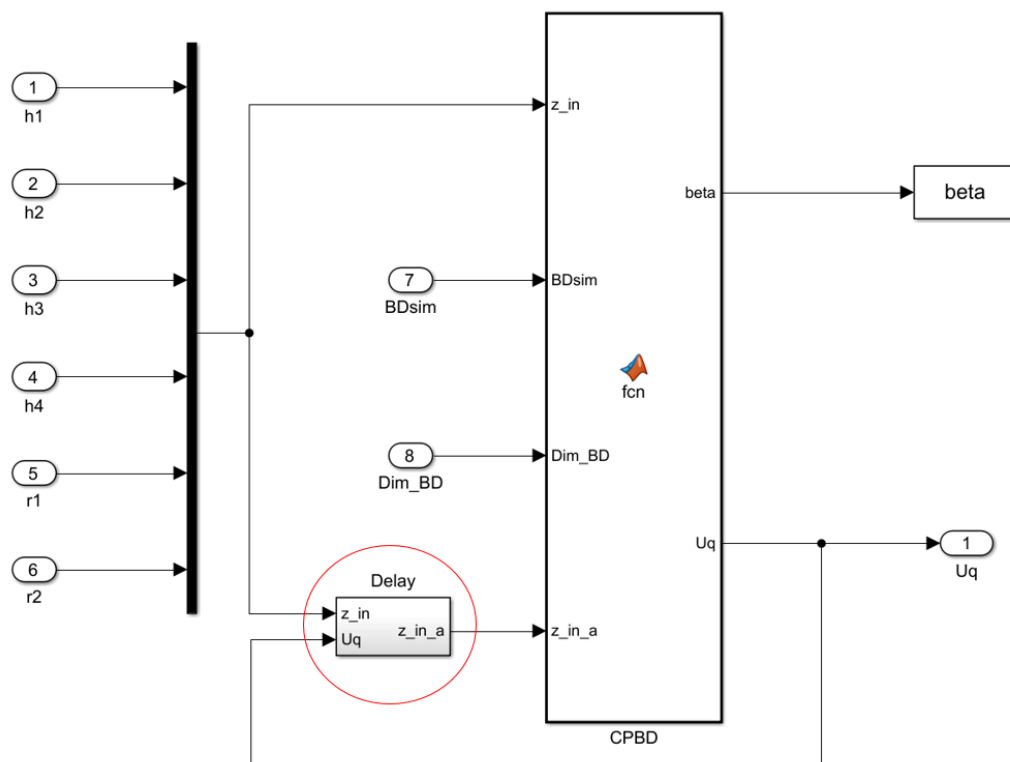 1
h1
2
h2
3
h3
4
h4
5
r1
6
r2
7
BDsim
8
Dim_BD
Delay
z_in
Uq
z_in_a
z_in
BDsim
Dim_BD
z_in_a
fcn
beta
Uq
CPBD
beta
1
Uq